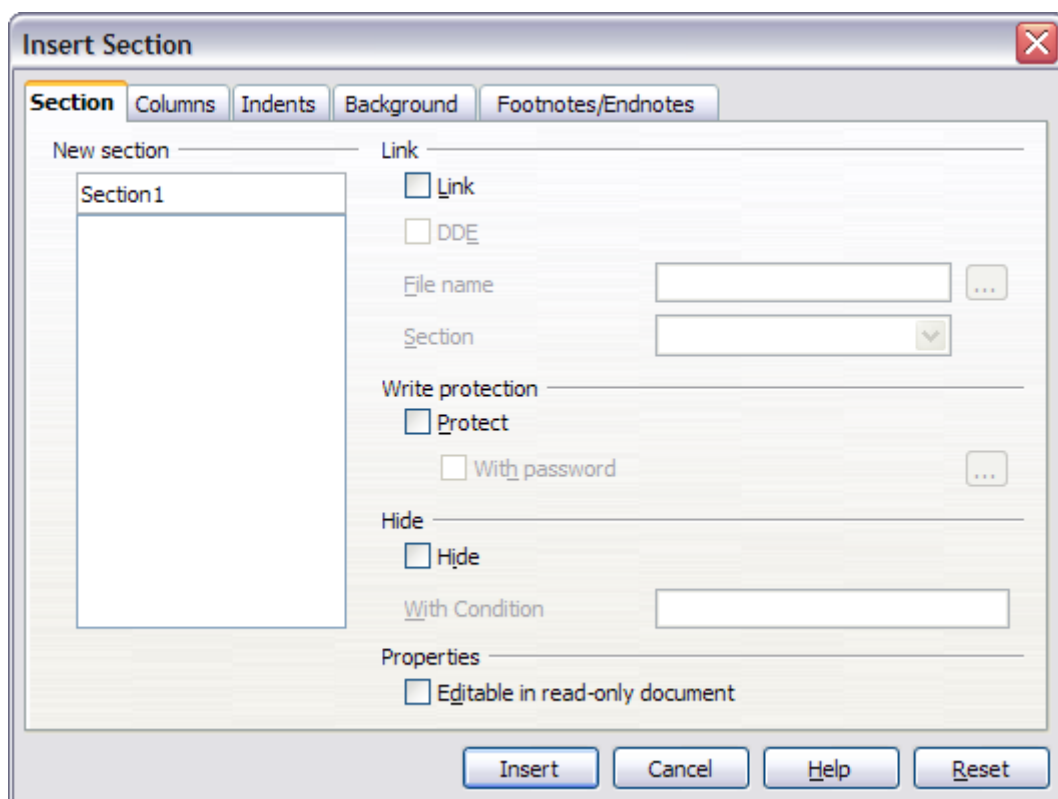 Insert Section
Section Columns Indents Background Footnotes/Endnotes
New section
Section1
Link
Link
DDE
File name ...
Section
Write protection
Protect
With password ...
Hide
Hide
With Condition
Properties
Editable in read-only document
Insert Cancel Help Reset